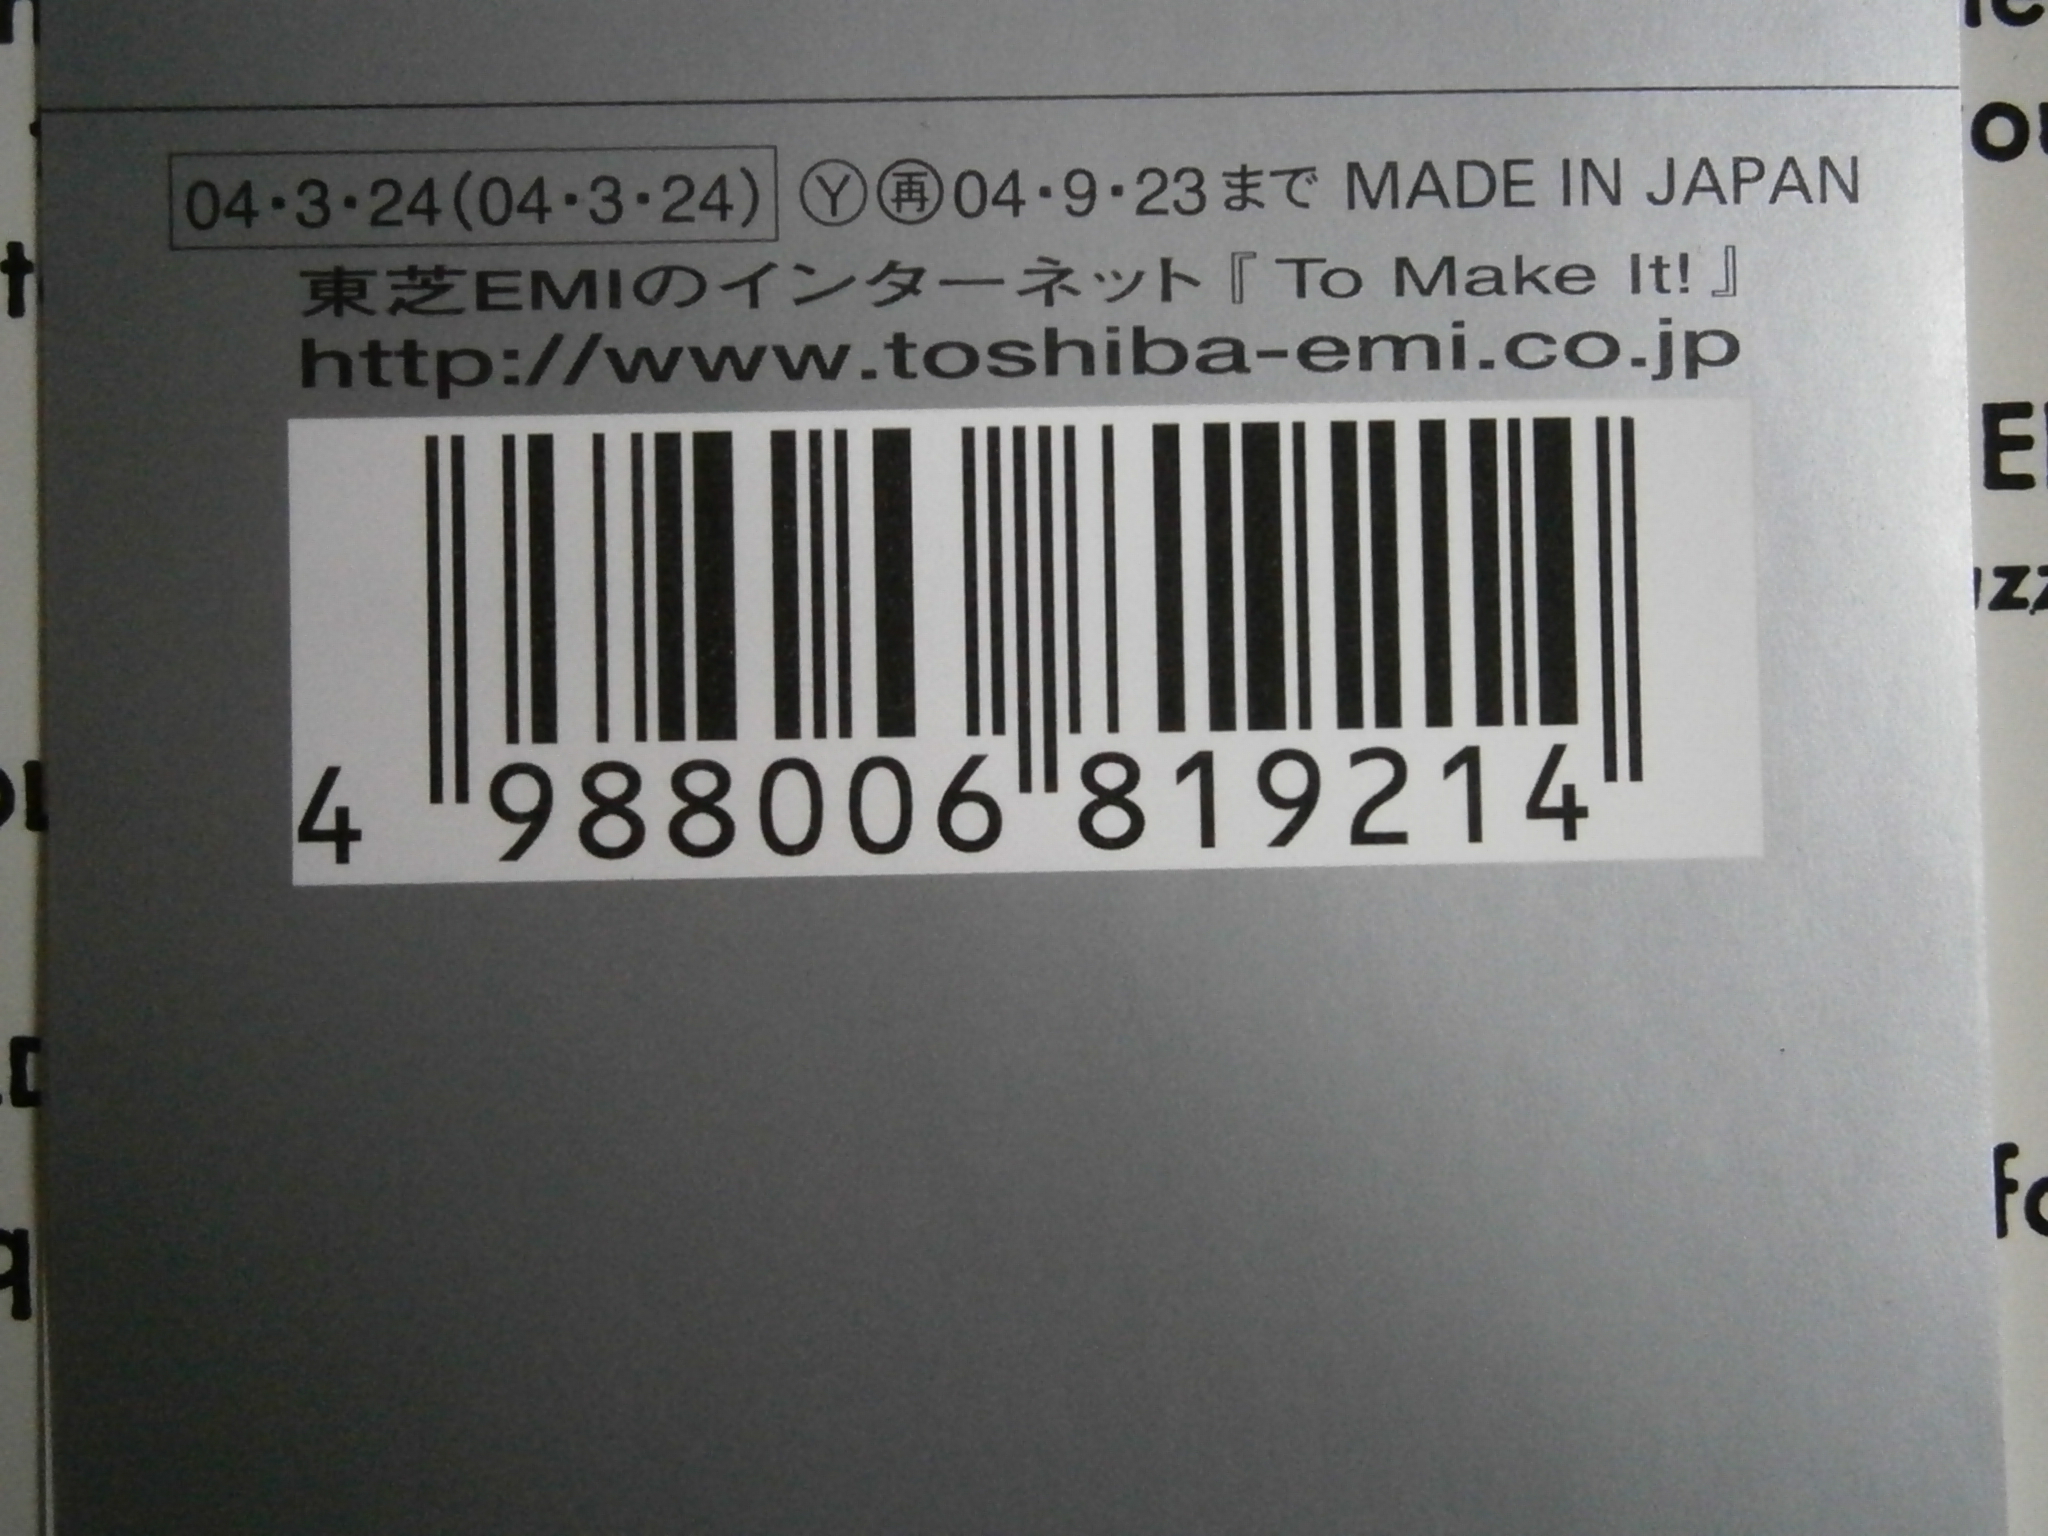 04・3・24(04・3・24) Ⓨ㊢04・9・23まで MADE IN JAPAN
東芝EMIのインターネット『To Make It!』
http://www.toshiba-emi.co.jp
4 988006 819214